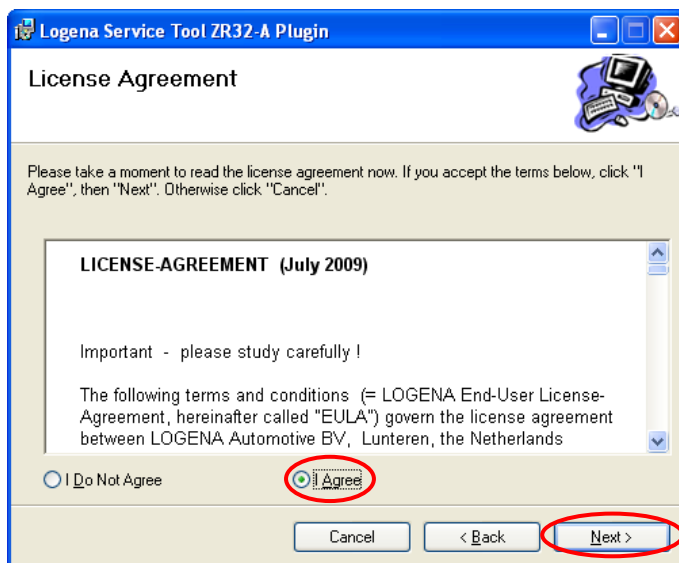 Logena Service Tool ZR32-A Plugin
License Agreement
Please take a moment to read the license agreement now. If you accept the terms below, click "I
Agree", then "Next". Otherwise click "Cancel".
LICENSE-AGREEMENT (July 2009)
Important - please study carefully !
The following terms and conditions (= LOGENA End-User License-
Agreement, hereinafter called "EULA") govern the license agreement
between LOGENA Automotive BV, Lunteren, the Netherlands
I Do Not Agree I Agree
Cancel < Back Next >